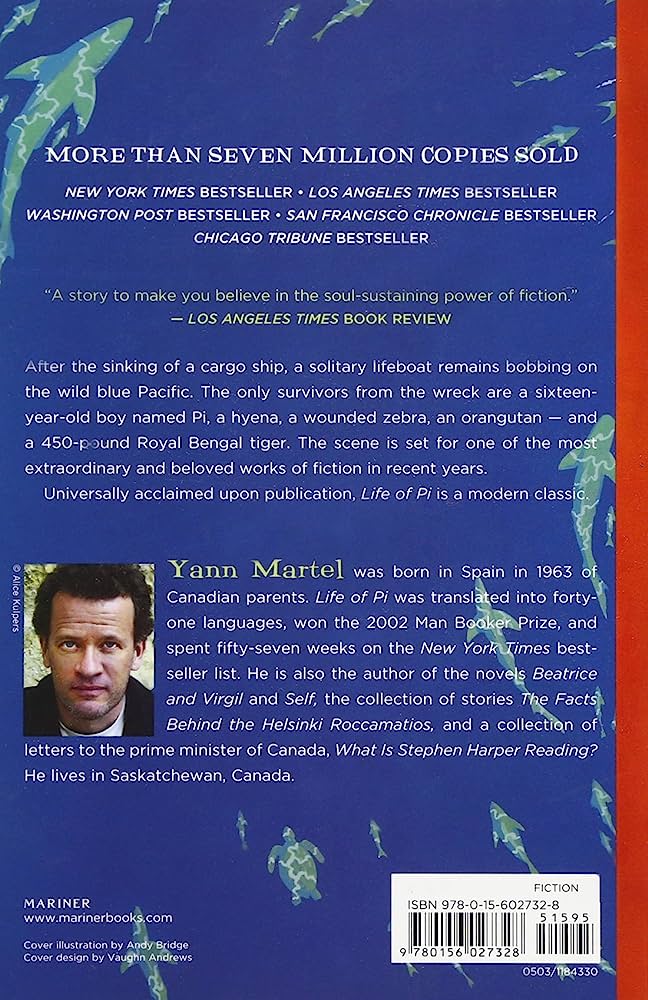 MORE THAN SEVEN MILLION COPIES SOLD
NEW YORK TIMES BESTSELLER • LOS ANGELES TIMES BESTSELLER
WASHINGTON POST BESTSELLER • SAN FRANCISCO CHRONICLE BESTSELLER
CHICAGO TRIBUNE BESTSELLER
“A story to make you believe in the soul-sustaining power of fiction.”
— LOS ANGELES TIMES BOOK REVIEW
After the sinking of a cargo ship, a solitary lifeboat remains bobbing on
the wild blue Pacific. The only survivors from the wreck are a sixteen-
year-old boy named Pi, a hyena, a wounded zebra, an orangutan — and
a 450-pound Royal Bengal tiger. The scene is set for one of the most
extraordinary and beloved works of fiction in recent years.
Universally acclaimed upon publication, Life of Pi is a modern classic.
© Alice Kuipers
Yann Martel was born in Spain in 1963 of
Canadian parents. Life of Pi was translated into forty-
one languages, won the 2002 Man Booker Prize, and
spent fifty-seven weeks on the New York Times best-
seller list. He is also the author of the novels Beatrice
and Virgil and Self, the collection of stories The Facts
Behind the Helsinki Roccamatios, and a collection of
letters to the prime minister of Canada, What Is Stephen Harper Reading?
He lives in Saskatchewan, Canada.
MARINER
www.marinerbooks.com
Cover illustration by Andy Bridge
Cover design by Vaughn Andrews
FICTION
ISBN 978-0-15-602732-8
51595
9780156027328
0503/1184330